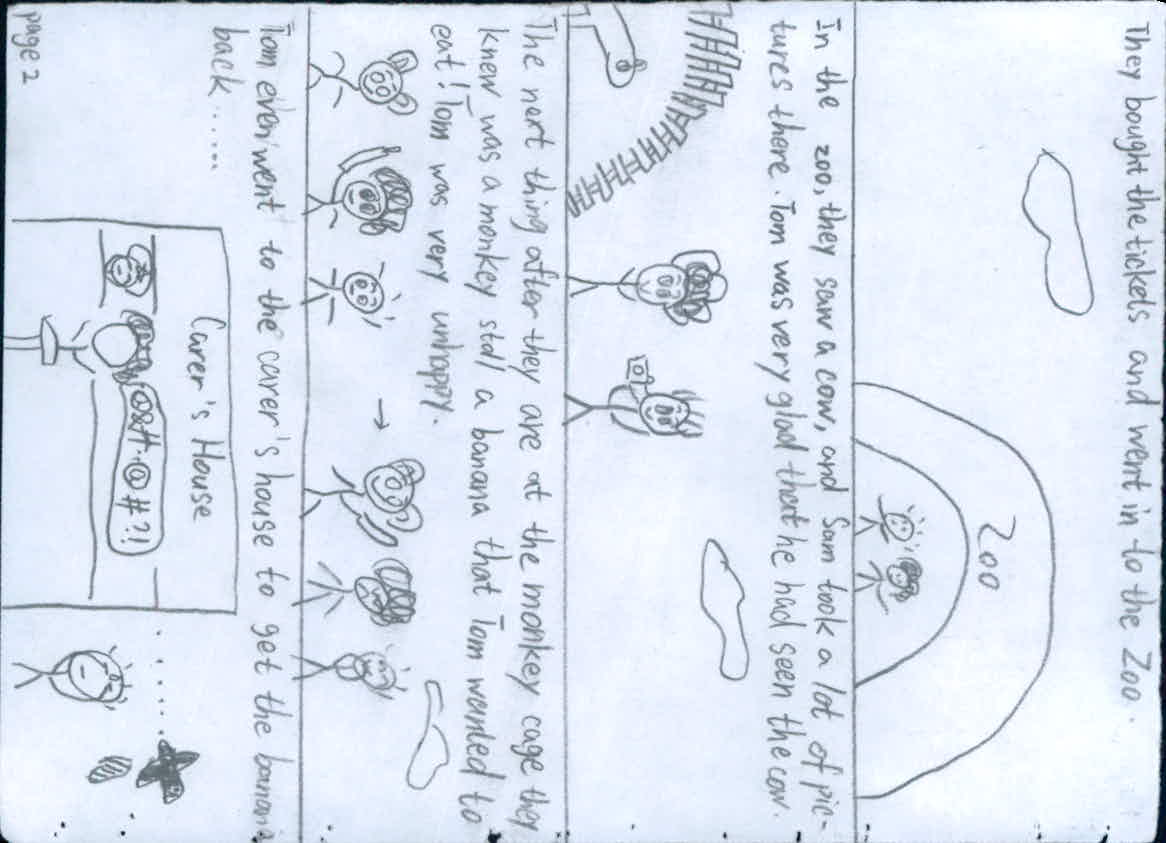 They bought the tickets and went in to the Zoo.
Zoo
In the zoo, they saw a cow, and Sam took a lot of pic-
tures there. Tom was very glad that he had seen the cow.
The next thing after they are at the monkey cage they
knew was a monkey stall a banana that Tom wanted to
eat! Tom was very unhappy.
Tom even went to the carer's house to get the banana
back......
Carer's House
@&#·@#?!
page 2